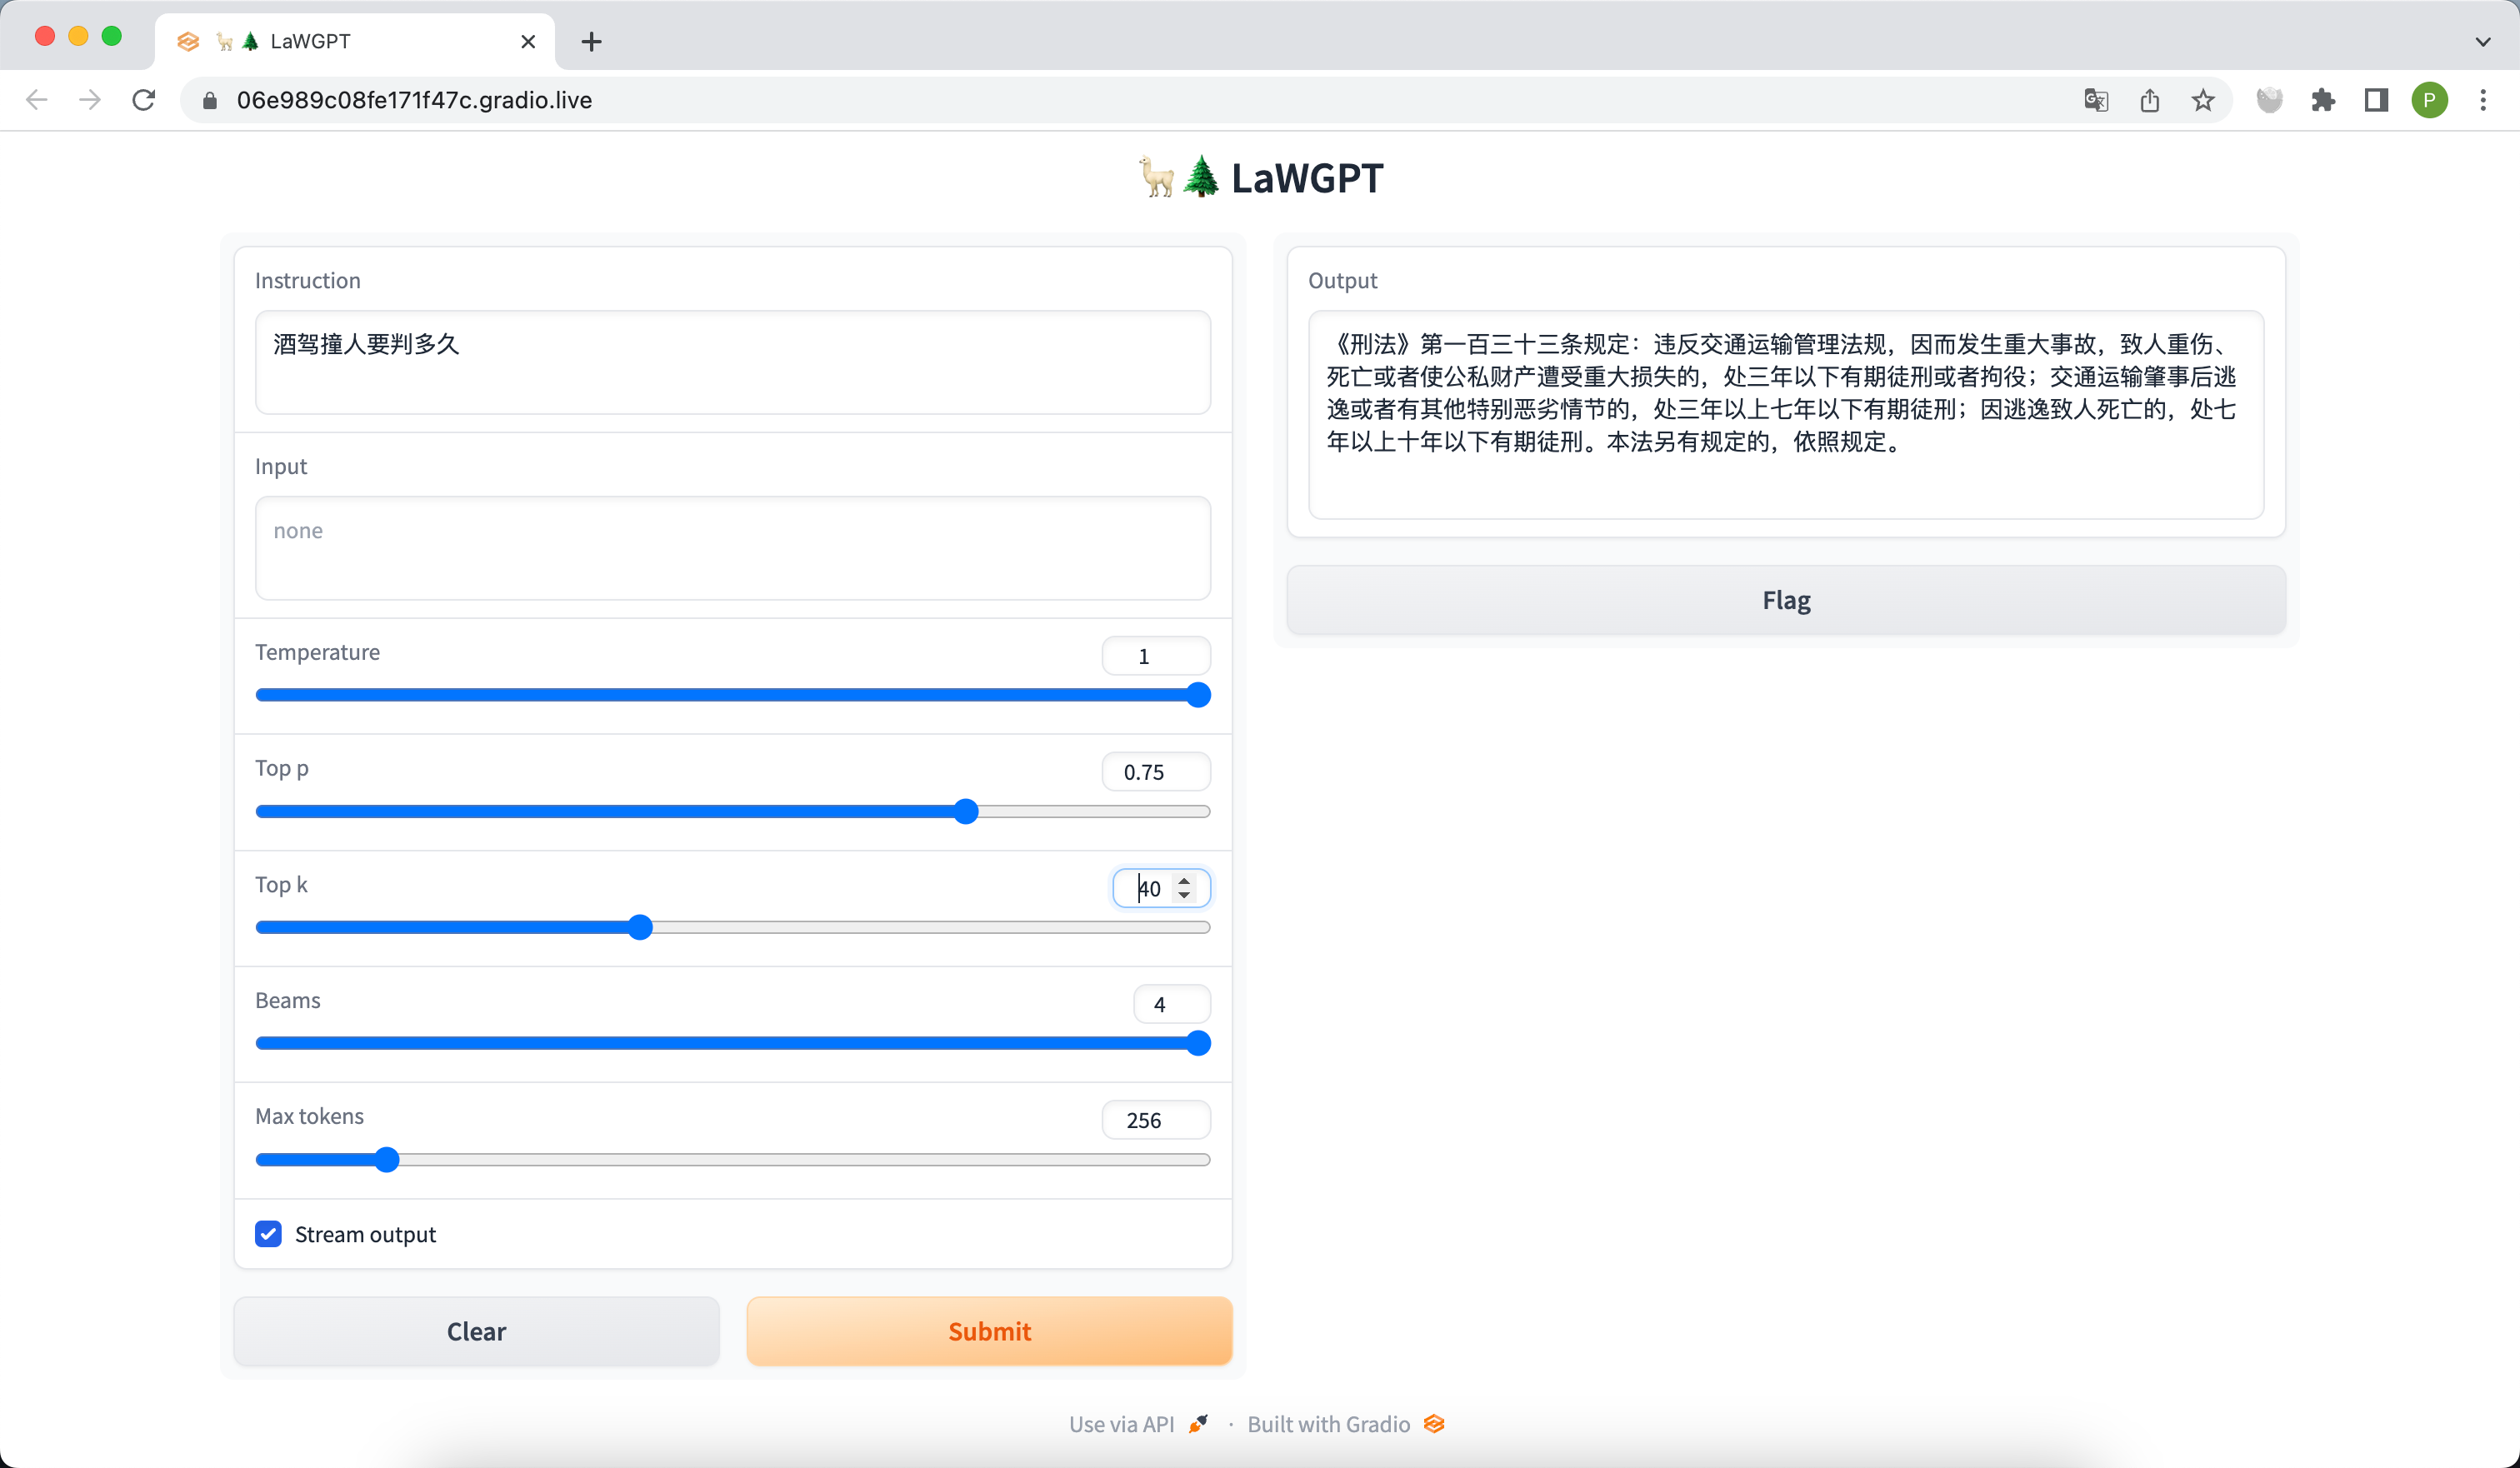 LaWGPT
06e989c08fe171f47c.gradio.live
P
LaWGPT
Instruction
酒驾撞人要判多久
Input
none
Temperature
1
Top p
0.75
Top k
40
Beams
4
Max tokens
256
Stream output
Clear
Submit
Output
《刑法》第一百三十三条规定：违反交通运输管理法规，因而发生重大事故，致人重伤、
死亡或者使公私财产遭受重大损失的，处三年以下有期徒刑或者拘役；交通运输肇事后逃
逸或者有其他特别恶劣情节的，处三年以上七年以下有期徒刑；因逃逸致人死亡的，处七
年以上十年以下有期徒刑。本法另有规定的，依照规定。
Flag
Use via API · Built with Gradio